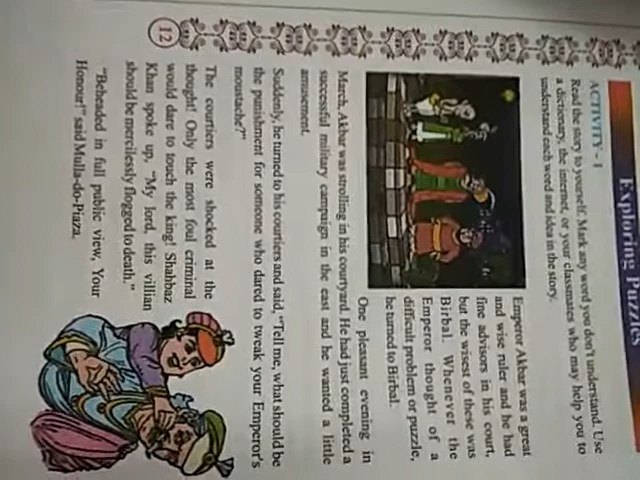 Exploring Puzzles
ACTIVITY – 1
Read the story to yourself. Mark any word you don't understand. Use
a dictionary, the internet, or your classmates who may help you to
understand each word and idea in the story.
Emperor Akbar was a great
and wise ruler and he had
fine advisors in his court,
but the wisest of these was
Birbal. Whenever the
Emperor thought of a
difficult problem or puzzle,
he turned to Birbal.
One pleasant evening in
March, Akbar was strolling in his courtyard. He had just completed a
successful military campaign in the east and he wanted a little
amusement.
Suddenly, he turned to his courtiers and said, "Tell me, what should be
the punishment for someone who dared to tweak your Emperor's
moustache?"
The courtiers were shocked at the
thought! Only the most foul criminal
would dare to touch the king! Shahbaz
Khan spoke up, "My lord, this villian
should be mercilessly flogged to death."
"Beheaded in full public view, Your
Honour!" said Mulla-do-Piaza.
12